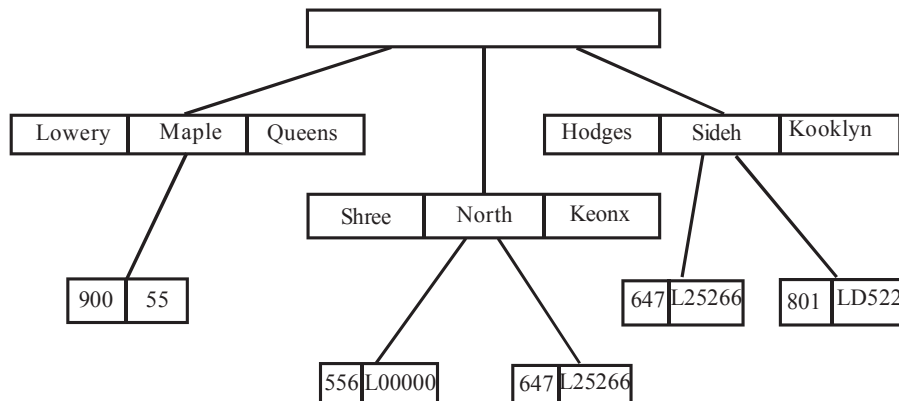 Lowery Maple Queens
Hodges Sideh Kooklyn
Shree North Keonx
900 55
647 L25266
801 LD522
556 L00000
647 L25266